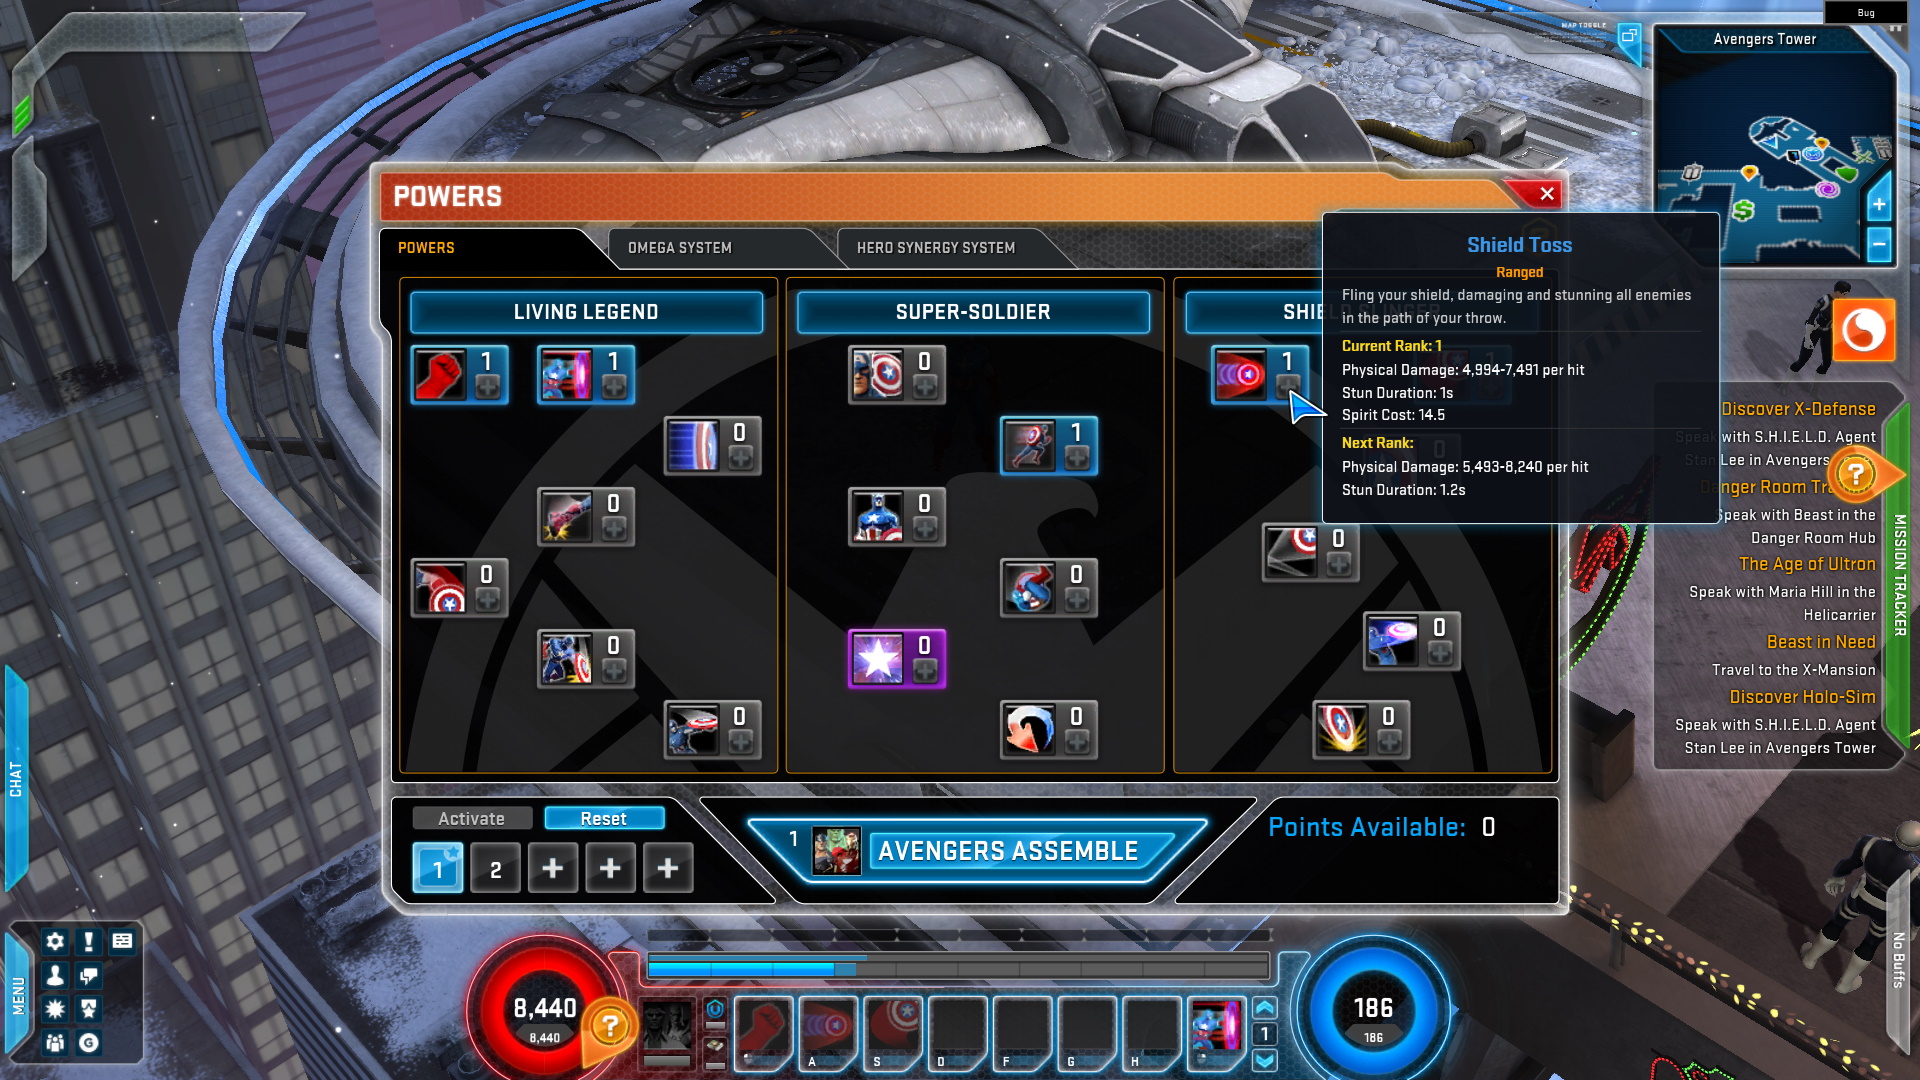 Bug
MAP TOGGLE
Avengers Tower
POWERS
POWERS
OMEGA SYSTEM
HERO SYNERGY SYSTEM
LIVING LEGEND
SUPER-SOLDIER
Shield Toss
Ranged
Fling your shield, damaging and stunning all enemies
in the path of your throw.
Current Rank: 1
Physical Damage: 4,994-7,491 per hit
Stun Duration: 1s
Spirit Cost: 14.5
Next Rank:
Physical Damage: 5,493-8,240 per hit
Stun Duration: 1.2s
1
1
0
1
0
1
0
0
0
0
0
0
0
0
0
0
0
0
Discover X-Defense
Speak with S.H.I.E.L.D. Agent
Stan Lee in Avengers
Danger Room
Speak with Beast in the
Danger Room Hub
The Age of Ultron
Speak with Maria Hill in the
Helicarrier
Beast in Need
Travel to the X-Mansion
Discover Holo-Sim
Speak with S.H.I.E.L.D. Agent
Stan Lee in Avengers Tower
MISSION TRACKER
CHAT
Activate
Reset
1
2
1
AVENGERS ASSEMBLE
Points Available: 0
MENU
No Buffs
8,440
8,440
A
S
D
F
G
H
1
186
186